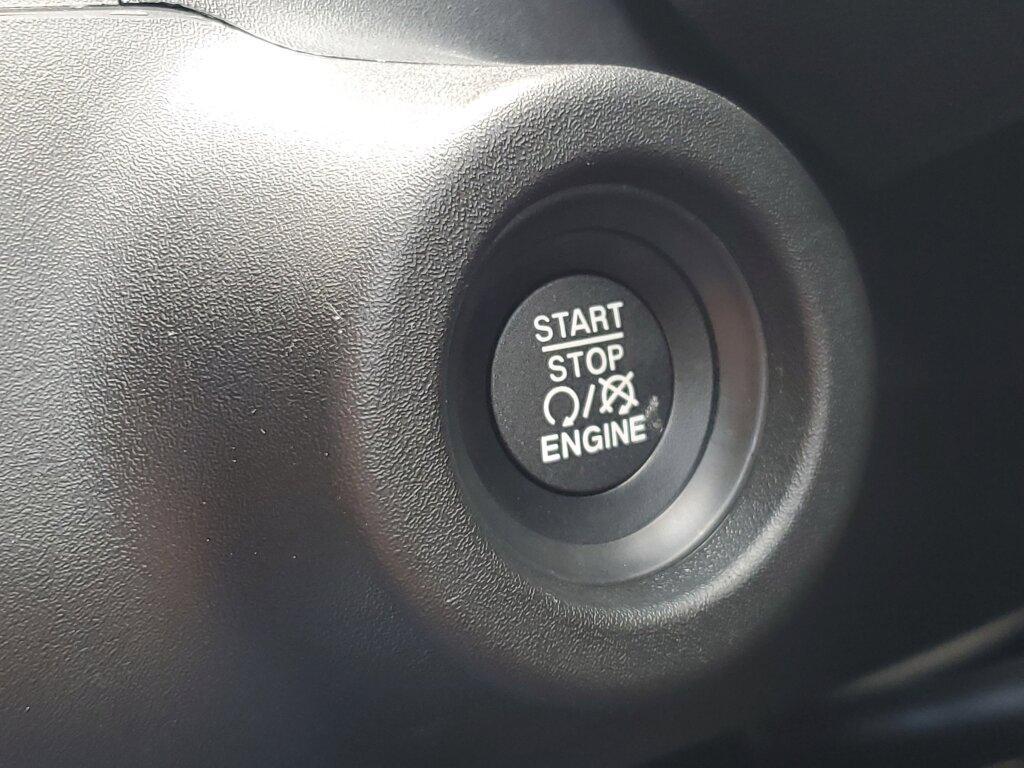 START
STOP
/
ENGINE